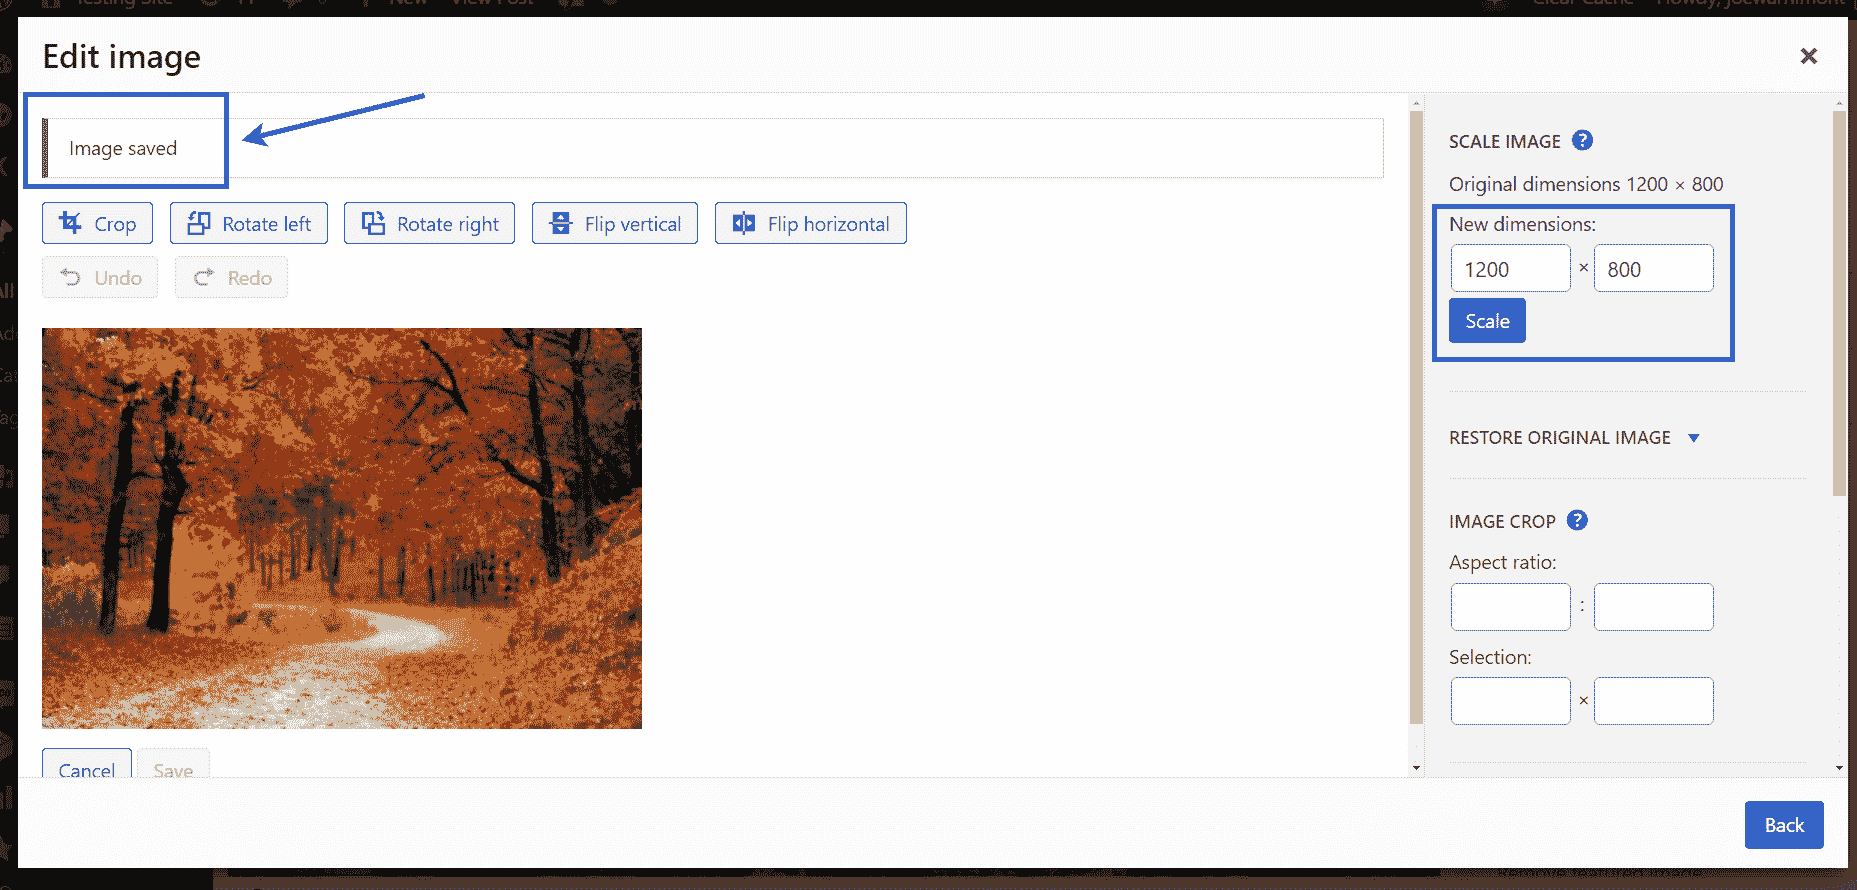 Edit image
Image saved
Crop
Rotate left
Rotate right
Flip vertical
Flip horizontal
Undo
Redo
Cancel
Save
SCALE IMAGE ?
Original dimensions 1200 × 800
New dimensions:
1200 × 800
Scale
RESTORE ORIGINAL IMAGE
IMAGE CROP ?
Aspect ratio:
:
Selection:
×
Back